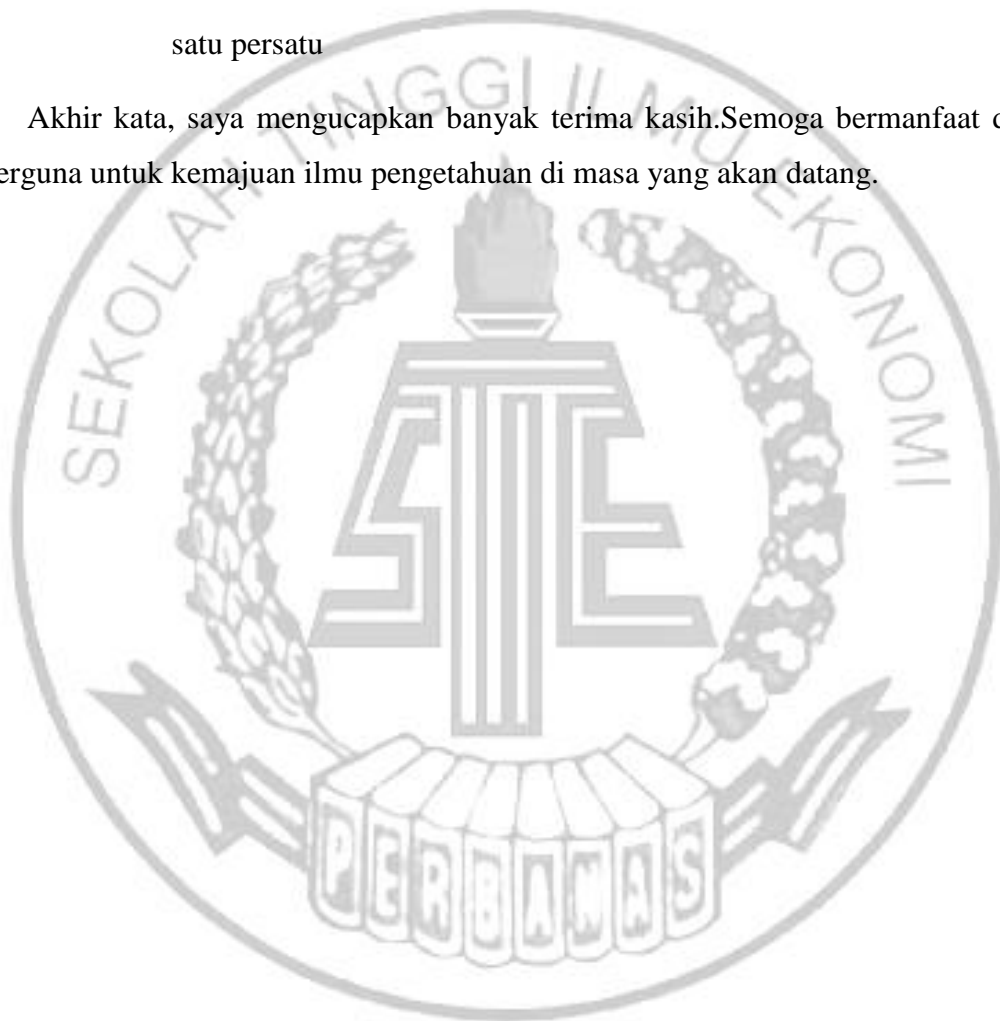 satu persatu
Akhir kata, saya mengucapkan banyak terima kasih.Semoga bermanfaat d
erguna untuk kemajuan ilmu pengetahuan di masa yang akan datang.
SEKOLAH TINGGI ILMU EKONOMI
STIE
PERBANAS